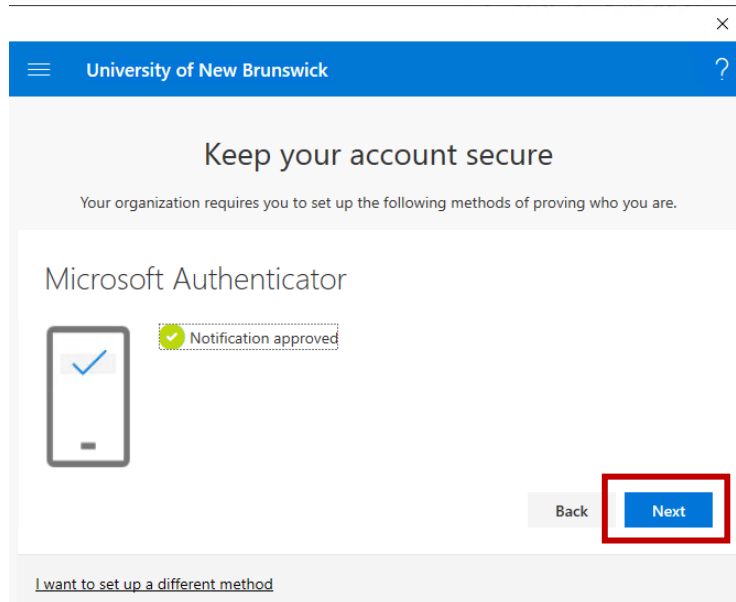 University of New Brunswick
?
Keep your account secure
Your organization requires you to set up the following methods of proving who you are.
Microsoft Authenticator
Notification approved
Back Next
I want to set up a different method